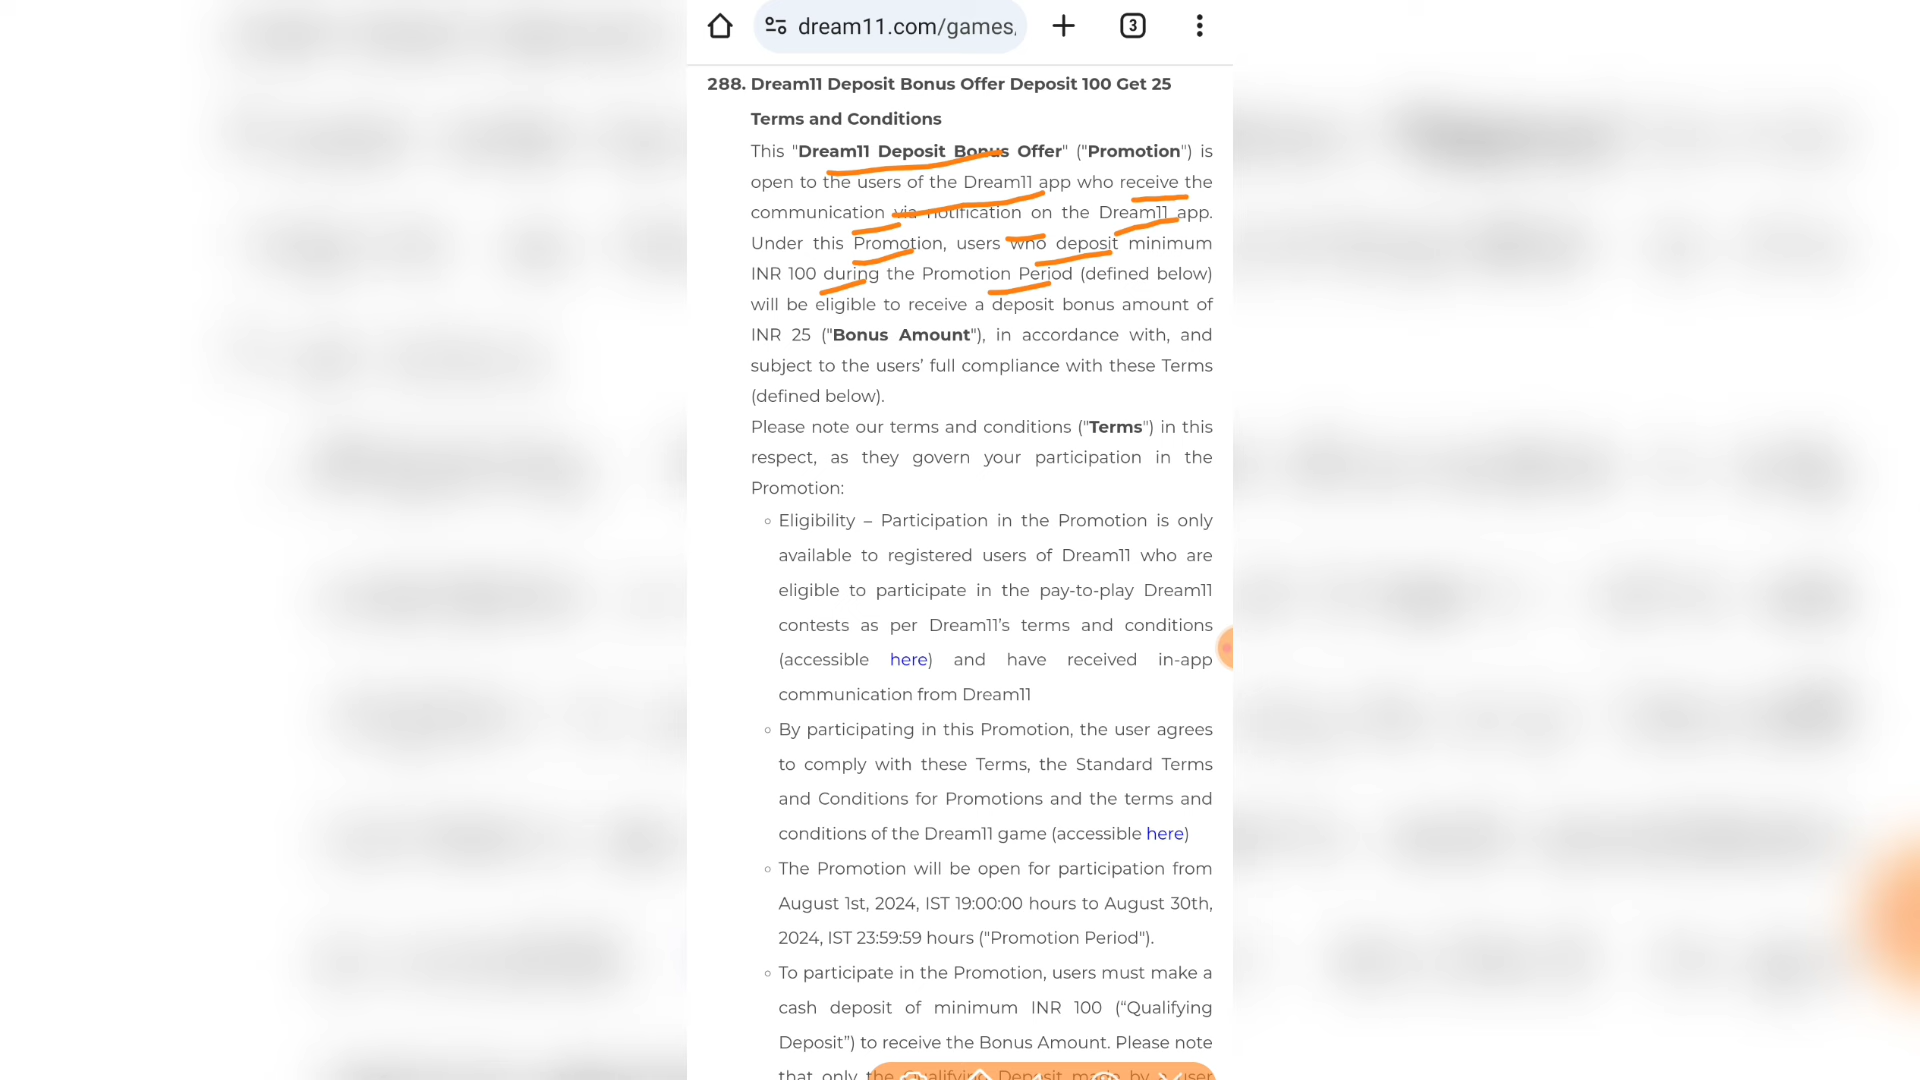 dream11.com/games,
3
288. Dream11 Deposit Bonus Offer Deposit 100 Get 25
Terms and Conditions
This "Dream11 Deposit Bonus Offer" ("Promotion") is
open to the users of the Dream11 app who receive the
communication via notification on the Dream11 app.
Under this Promotion, users who deposit minimum
INR 100 during the Promotion Period (defined below)
will be eligible to receive a deposit bonus amount of
INR 25 ("Bonus Amount"), in accordance with, and
subject to the users’ full compliance with these Terms
(defined below).
Please note our terms and conditions ("Terms") in this
respect, as they govern your participation in the
Promotion:
◦ Eligibility – Participation in the Promotion is only
available to registered users of Dream11 who are
eligible to participate in the pay-to-play Dream11
contests as per Dream11’s terms and conditions
(accessible here) and have received in-app
communication from Dream11
◦ By participating in this Promotion, the user agrees
to comply with these Terms, the Standard Terms
and Conditions for Promotions and the terms and
conditions of the Dream11 game (accessible here)
◦ The Promotion will be open for participation from
August 1st, 2024, IST 19:00:00 hours to August 30th,
2024, IST 23:59:59 hours ("Promotion Period").
◦ To participate in the Promotion, users must make a
cash deposit of minimum INR 100 (“Qualifying
Deposit”) to receive the Bonus Amount. Please note
that only the Qualifying Deposit made by a user